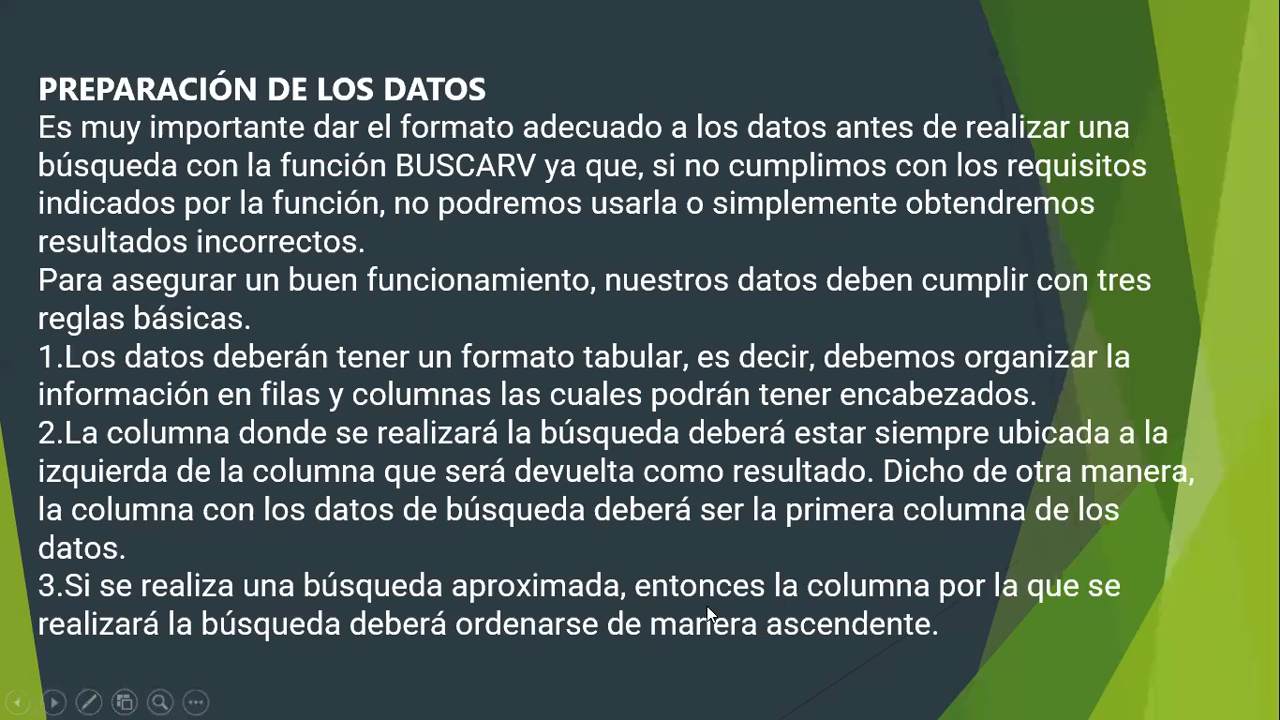 PREPARACIÓN DE LOS DATOS
Es muy importante dar el formato adecuado a los datos antes de realizar una
búsqueda con la función BUSCARV ya que, si no cumplimos con los requisitos
indicados por la función, no podremos usarla o simplemente obtendremos
resultados incorrectos.
Para asegurar un buen funcionamiento, nuestros datos deben cumplir con tres
reglas básicas.
1.Los datos deberán tener un formato tabular, es decir, debemos organizar la
información en filas y columnas las cuales podrán tener encabezados.
2.La columna donde se realizará la búsqueda deberá estar siempre ubicada a la
izquierda de la columna que será devuelta como resultado. Dicho de otra manera,
la columna con los datos de búsqueda deberá ser la primera columna de los
datos.
3.Si se realiza una búsqueda aproximada, entonces la columna por la que se
realizará la búsqueda deberá ordenarse de manera ascendente.